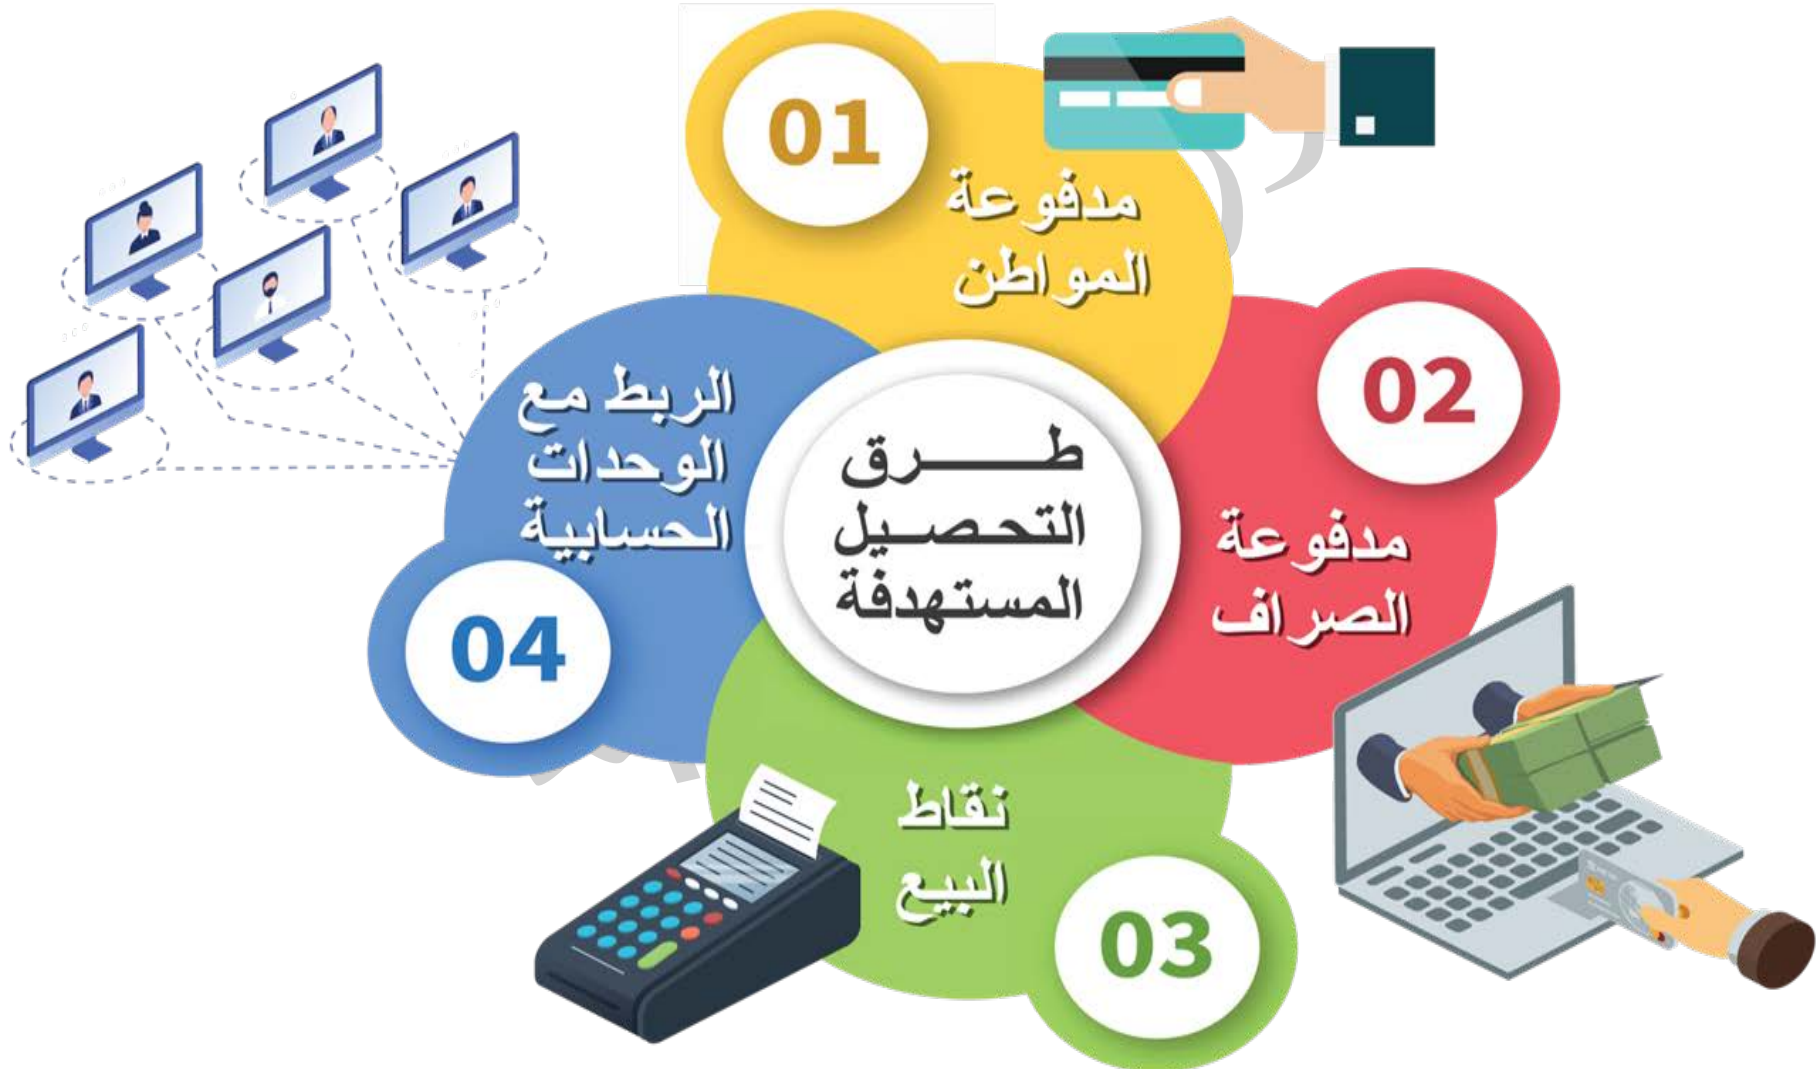 طرق
التحصيل
المستهدفة
01
مدفوعة
المواطن
02
مدفوعة
الصراف
03
نقاط
البيع
04
الربط مع
الوحدات
الحسابية